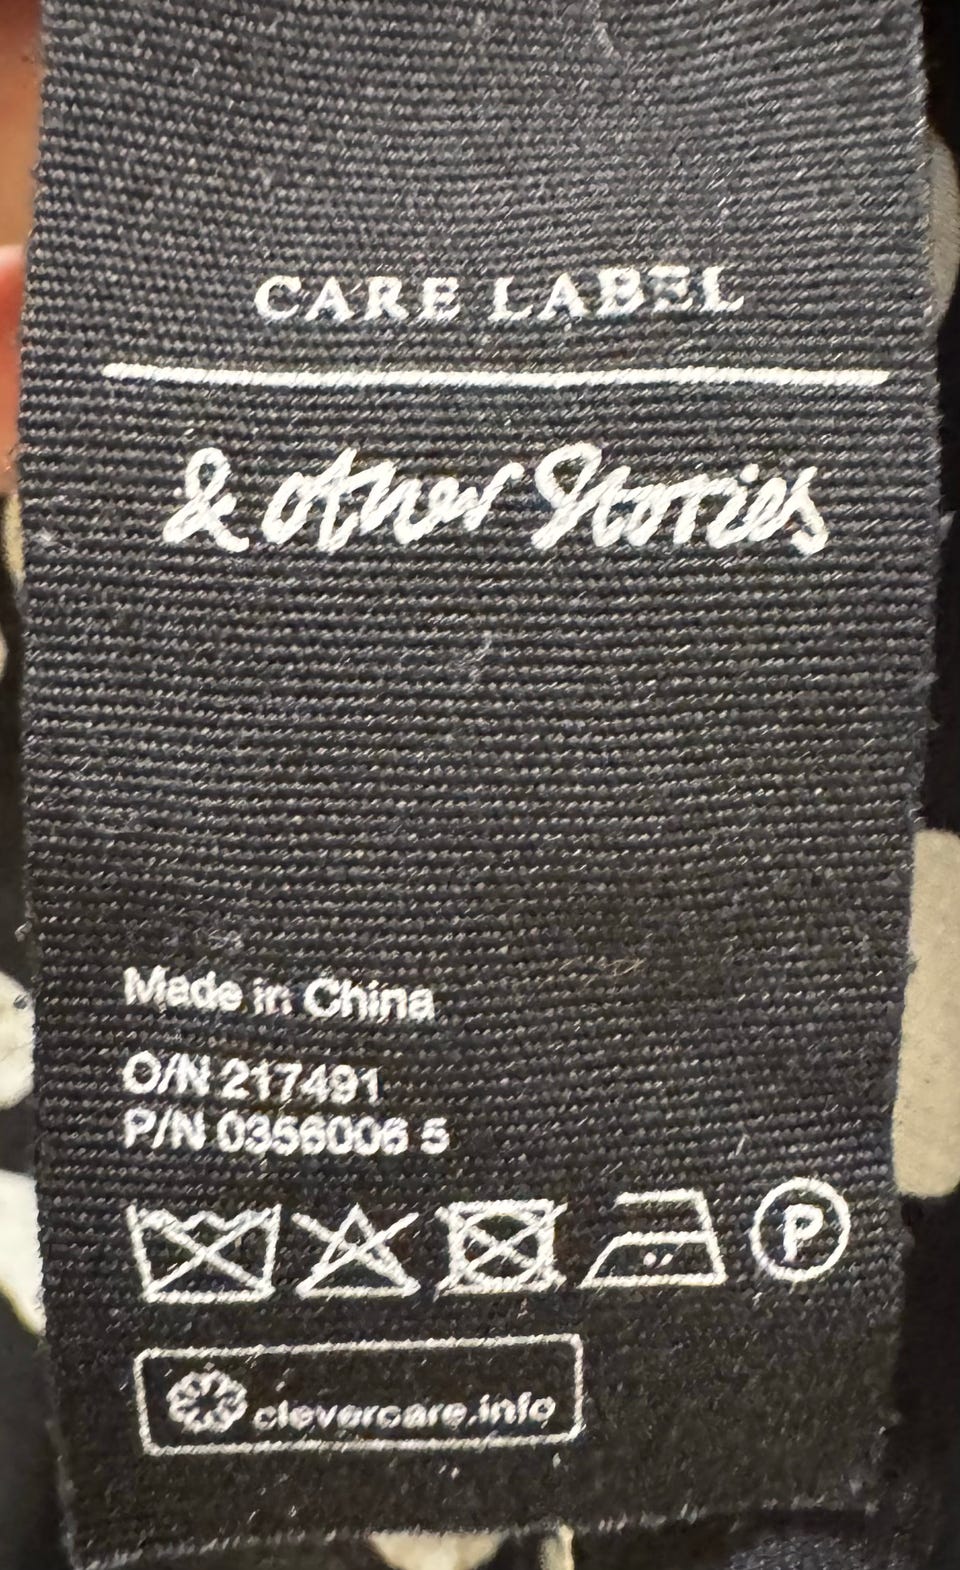 CARE LABEL
& other Stories
Made in China
O/N 217491
P/N 0356006 5
P
clevercare.info